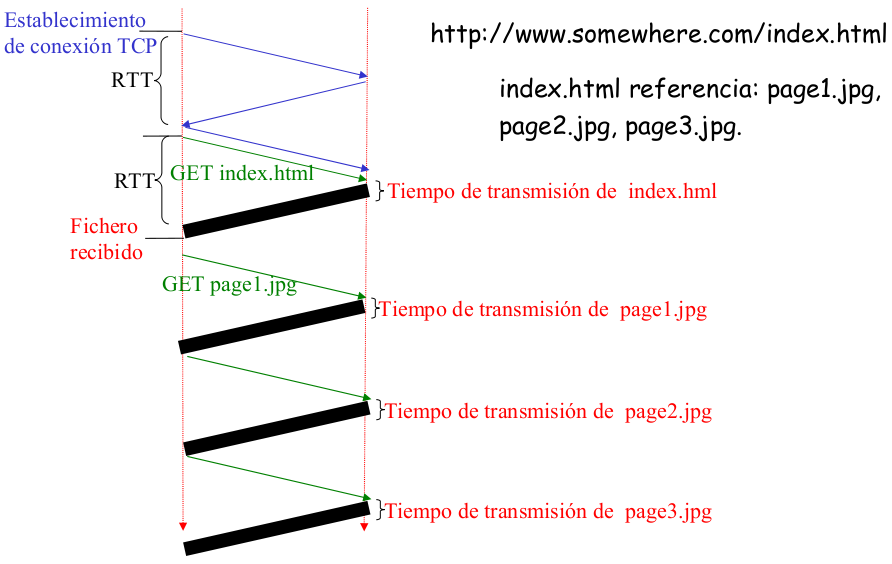 Establecimiento
de conexión TCP
http://www.somewhere.com/index.html
index.html referencia: page1.jpg,
page2.jpg, page3.jpg.
RTT
RTT
GET index.html
Tiempo de transmisión de index.hml
Fichero
recibido
GET page1.jpg
Tiempo de transmisión de page1.jpg
Tiempo de transmisión de page2.jpg
Tiempo de transmisión de page3.jpg